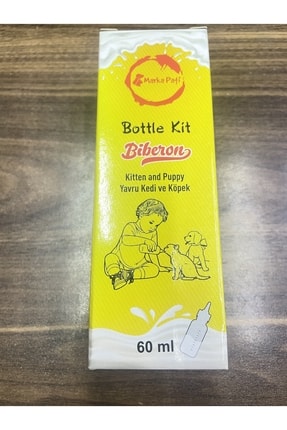 Marka Pati
Bottle Kit
Biberon
Kitten and Puppy
Yavru Kedi ve Köpek
60 ml